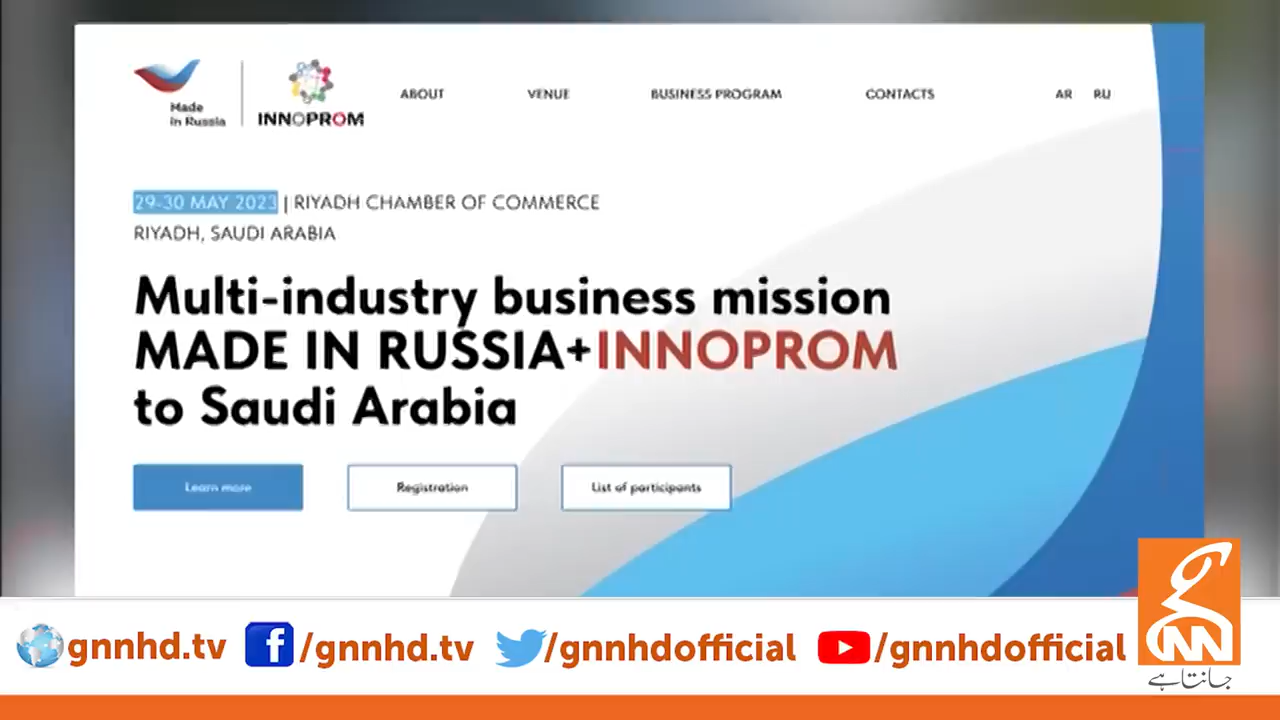 Made
in Russia
INNOPROM
ABOUT
VENUE
BUSINESS PROGRAM
CONTACTS
AR
RU
29-30 MAY 2023 | RIYADH CHAMBER OF COMMERCE
RIYADH, SAUDI ARABIA
Multi-industry business mission
MADE IN RUSSIA+INNOPROM
to Saudi Arabia
Learn more
Registration
List of participants
gnnhd.tv
/gnnhd.tv
/gnnhdofficial
/gnnhdofficial
GNN
جانتا ہے